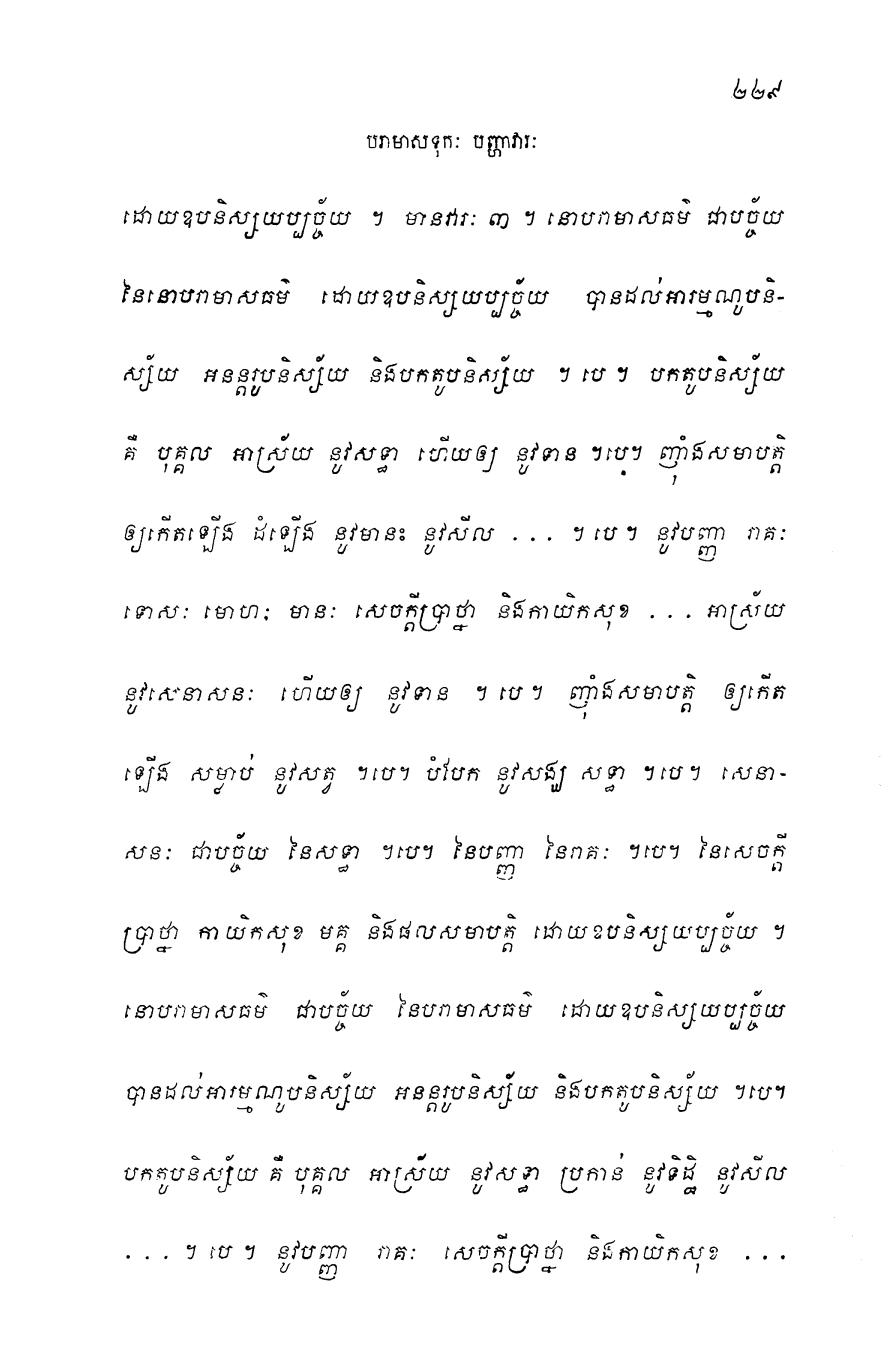 ២២៩
បរាមាសទុកៈ បញ្ហាវារៈ
ដោយឧបនិស្សយប្បច្ច័យ ។ មានវារៈ ៣ ។ នោបរាមាសធម៌ ជាបច្ច័យ
នៃនោបរាមាសធម៌ ដោយឧបនិស្សយប្បច្ច័យ បានដល់អារម្មណូបនិ-
ស្ស័យ អនន្តរូបនិស្ស័យ និងបកតូបនិស្ស័យ ។ បេ ។ បកតូបនិស្ស័យ
គឺ បុគ្គល អាស្រ័យ នូវសទ្ធា ហើយឲ្យ នូវទាន ។បេ។ ញ៉ាំងសមាបត្តិ
ឲ្យកើតឡើង ដំឡើង នូវមានះ នូវសីល ... ។ បេ ។ នូវបញ្ញា រាគៈ
ទោសៈ មោហៈ មានៈ សេចក្តីប្រាថ្នា និងកាយិកសុខ ... អាស្រ័យ
នូវសេនាសនៈ ហើយឲ្យ នូវទាន ។ បេ ។ ញ៉ាំងសមាបត្តិ ឲ្យកើត
ឡើង សម្លាប់ នូវសត្វ ។បេ។ បំបែក នូវសង្ឃ សទ្ធា ។បេ។ សេនា-
សនៈ ជាបច្ច័យ នៃសទ្ធា ។បេ។ នៃបញ្ញា នៃរាគៈ ។បេ។ នៃសេចក្តី
ប្រាថ្នា កាយិកសុខ មគ្គ និងផលសមាបត្តិ ដោយឧបនិស្សយប្បច្ច័យ ។
នោបរាមាសធម៌ ជាបច្ច័យ នៃបរាមាសធម៌ ដោយឧបនិស្សយប្បច្ច័យ
បានដល់អារម្មណូបនិស្ស័យ អនន្តរូបនិស្ស័យ និងបកតូបនិស្ស័យ ។បេ។
បកតូបនិស្ស័យ គឺ បុគ្គល អាស្រ័យ នូវសទ្ធា ប្រកាន់ នូវទិដ្ឋិ នូវសីល
... ។ បេ ។ នូវបញ្ញា រាគៈ សេចក្តីប្រាថ្នា និងកាយិកសុខ ...